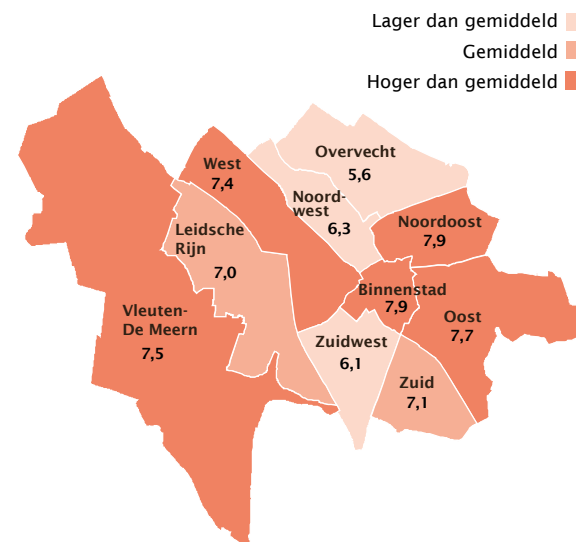 Lager dan gemiddeld
Gemiddeld
Hoger dan gemiddeld
Overvecht
5,6
West
7,4
Noord-
west
6,3
Noordoost
7,9
Leidsche
Rijn
7,0
Binnenstad
7,9
Vleuten-
De Meern
7,5
Oost
7,7
Zuidwest
6,1
Zuid
7,1